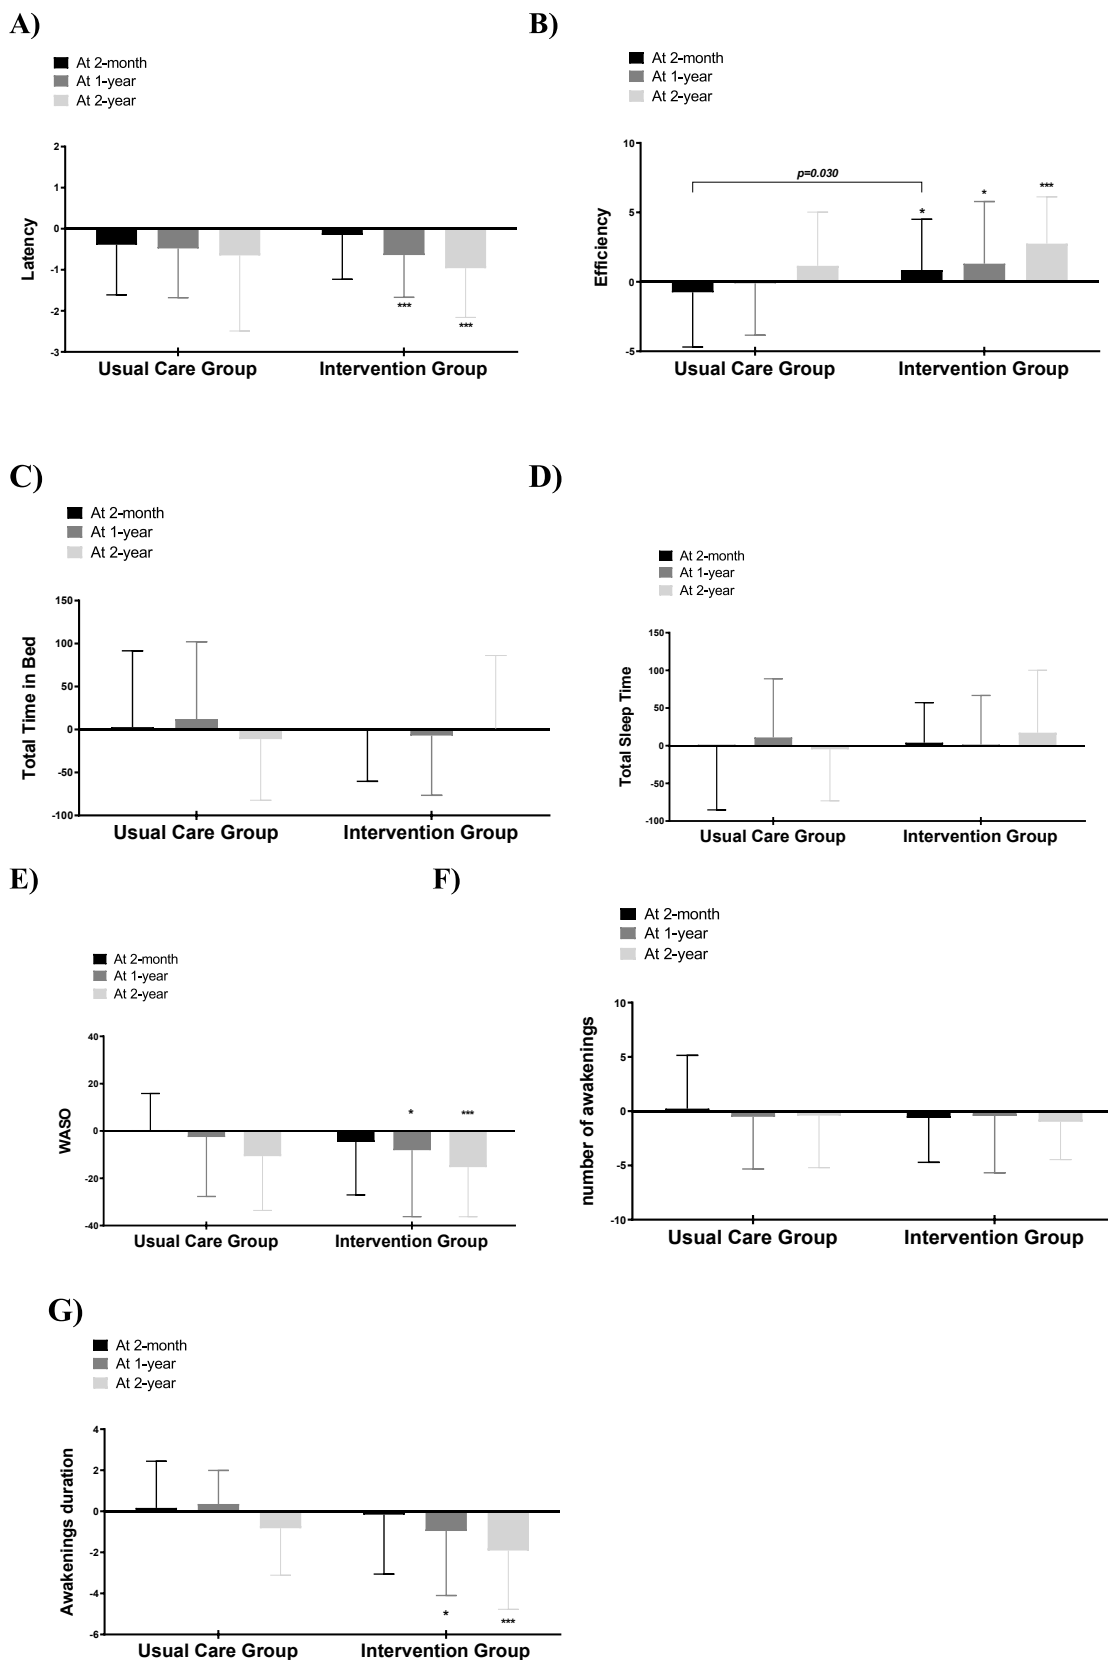 A)
At 2-month
At 1-year
At 2-year
2
1
0
-1
-2
-3
Latency
***
***
Usual Care Group
Intervention Group
B)
At 2-month
At 1-year
At 2-year
10
5
0
-5
Efficiency
p=0.030
*
*
***
Usual Care Group
Intervention Group
C)
At 2-month
At 1-year
At 2-year
150
100
50
0
-50
-100
Total Time in Bed
Usual Care Group
Intervention Group
D)
At 2-month
At 1-year
At 2-year
150
100
50
0
-50
-100
Total Sleep Time
Usual Care Group
Intervention Group
E)
At 2-month
At 1-year
At 2-year
40
20
0
-20
-40
WASO
*
***
Usual Care Group
Intervention Group
F)
At 2-month
At 1-year
At 2-year
10
5
0
-5
-10
number of awakenings
Usual Care Group
Intervention Group
G)
At 2-month
At 1-year
At 2-year
4
2
0
-2
-4
-6
Awakenings duration
*
***
Usual Care Group
Intervention Group